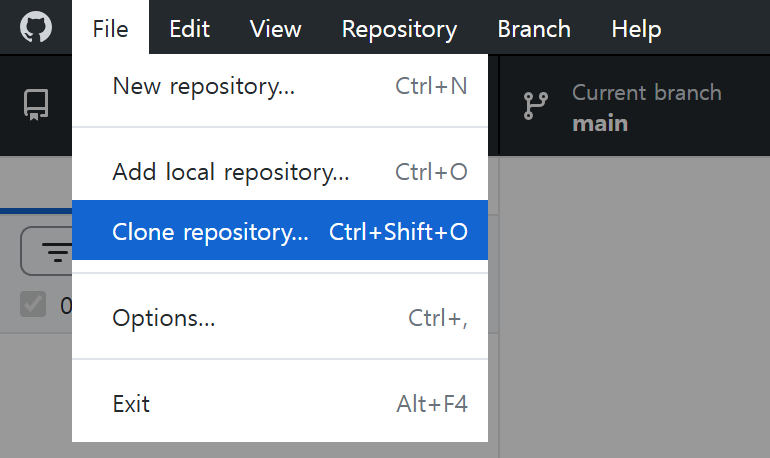 File Edit View Repository Branch Help
New repository... Ctrl+N
Current branch
main
Add local repository... Ctrl+O
Clone repository... Ctrl+Shift+O
0
Options... Ctrl+,
Exit Alt+F4